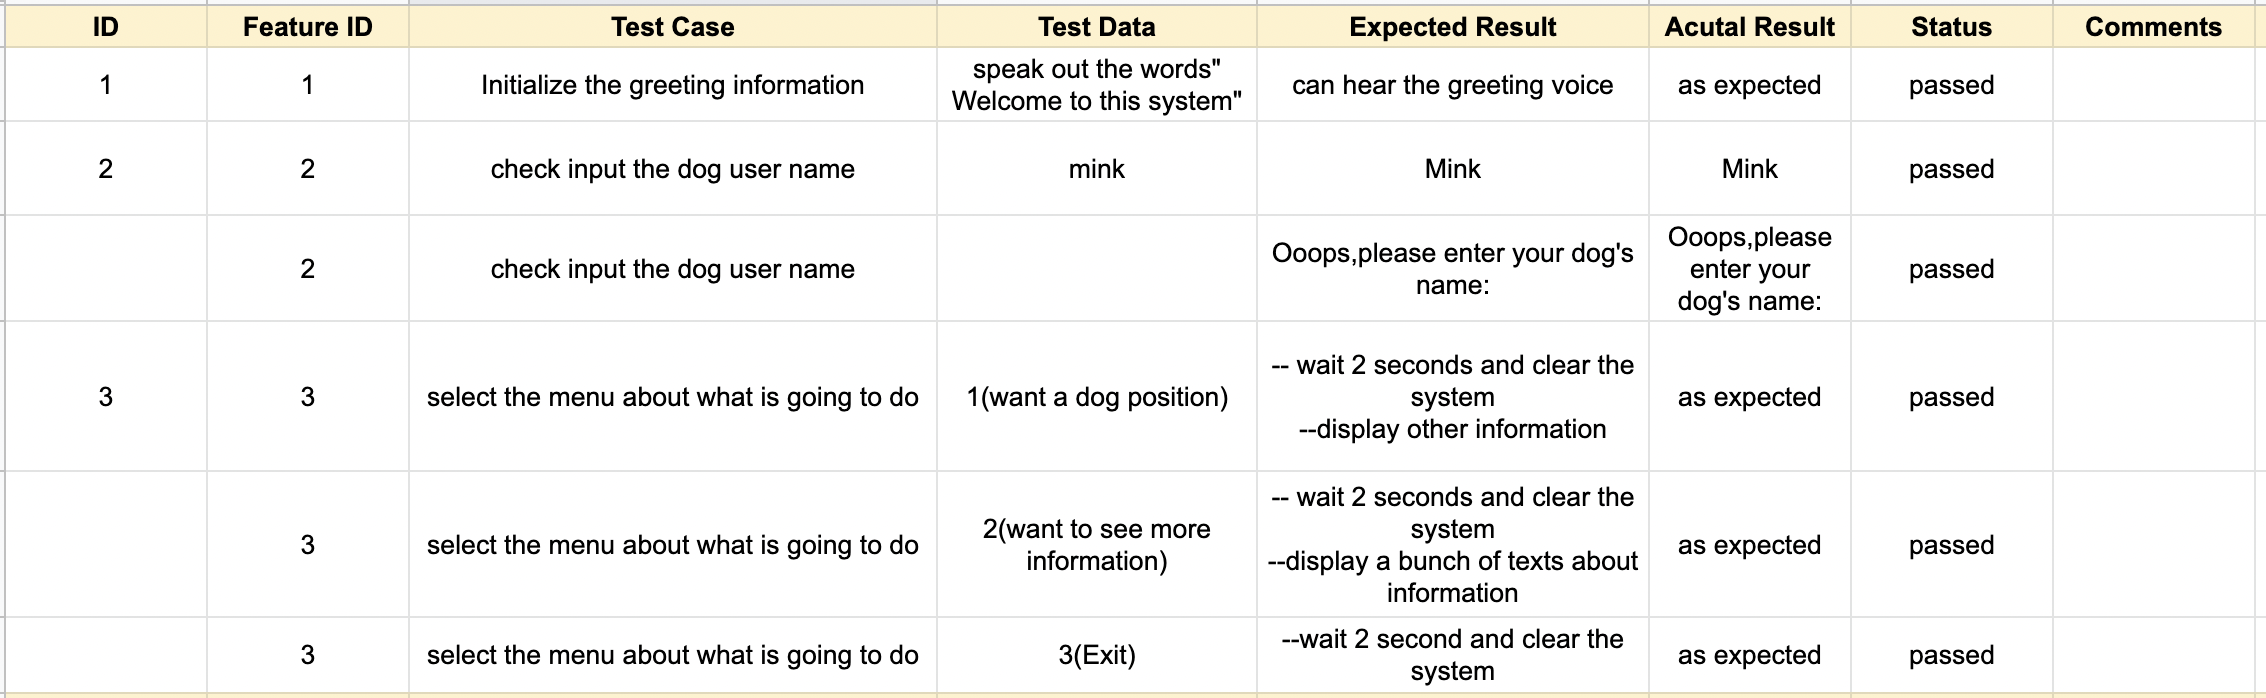 ID Feature ID Test Case Test Data Expected Result Acutal Result Status Comments
1 1 Initialize the greeting information speak out the words" can hear the greeting voice as expected passed
Welcome to this system"
2 2 check input the dog user name mink Mink Mink passed
2 check input the dog user name Ooops,please enter your dog's Ooops,please passed
name: enter your
dog's name:
3 3 select the menu about what is going to do 1(want a dog position) -- wait 2 seconds and clear the as expected passed
system
--display other information
3 select the menu about what is going to do 2(want to see more -- wait 2 seconds and clear the as expected passed
information) system
--display a bunch of texts about
information
3 select the menu about what is going to do 3(Exit) --wait 2 second and clear the as expected passed
system